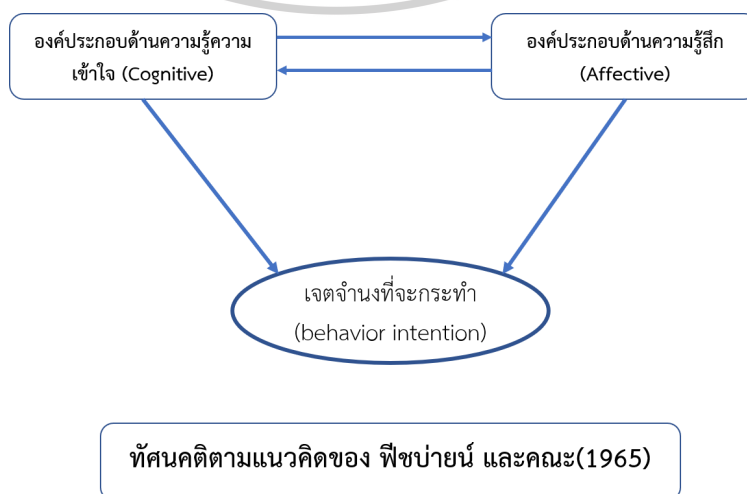 องค์ประกอบด้านความรู้ความ
เข้าใจ (Cognitive)
องค์ประกอบด้านความรู้สึก
(Affective)
เจตจำนงที่จะกระทำ
(behavior intention)
ทัศนคติตามแนวคิดของ ฟีชบ่ายน์ และคณะ(1965)